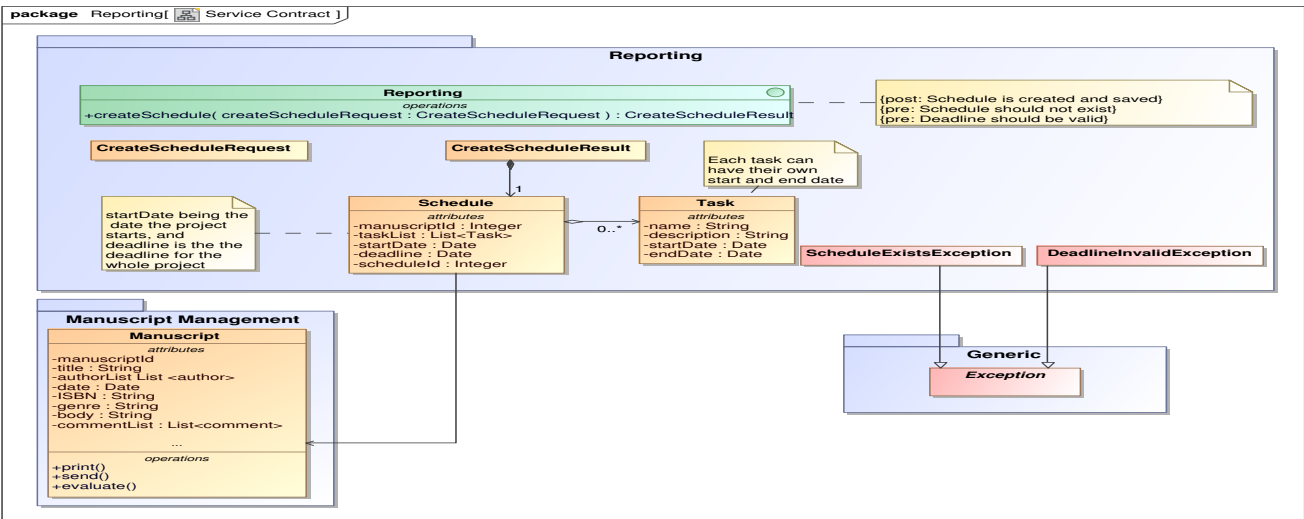 package Reporting[ Service Contract ]
Reporting
Reporting
operations
+createSchedule( createScheduleRequest : CreateScheduleRequest ) : CreateScheduleResult
{post: Schedule is created and saved}
{pre: Schedule should not exist}
{pre: Deadline should be valid}
CreateScheduleRequest
CreateScheduleResult
Each task can
have their own
start and end date
1
startDate being the
date the project
starts, and
deadline is the the
deadline for the
whole project
Schedule
attributes
-manuscriptId : Integer
-taskList : List<Task>
-startDate : Date
-deadline : Date
-scheduleId : Integer
0..*
Task
attributes
-name : String
-description : String
-startDate : Date
-endDate : Date
ScheduleExistsException
DeadlineInvalidException
Manuscript Management
Manuscript
attributes
-manuscriptId
-title : String
-authorList List <author>
-date : Date
-ISBN : String
-genre : String
-body : String
-commentList : List<comment>
...
operations
+print()
+send()
+evaluate()
Generic
Exception